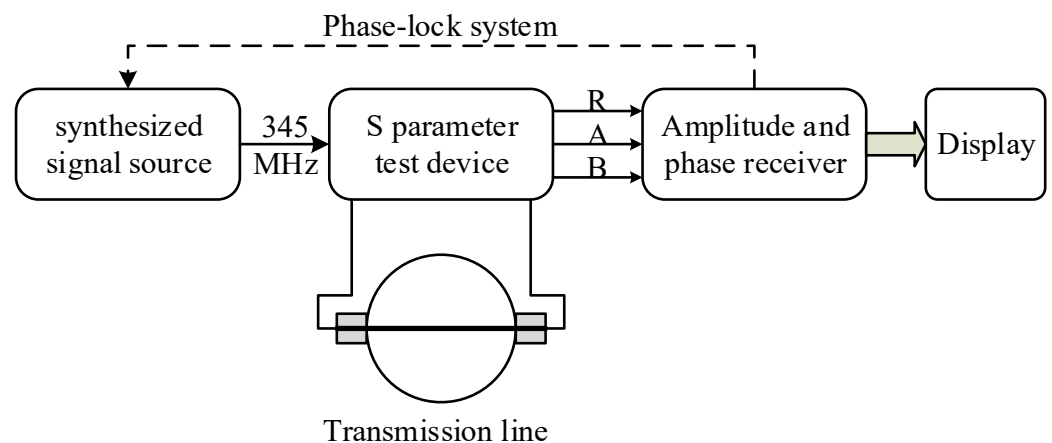 Phase-lock system
synthesized
signal source
345
MHz
S parameter
test device
R
A
B
Amplitude and
phase receiver
Display
Transmission line